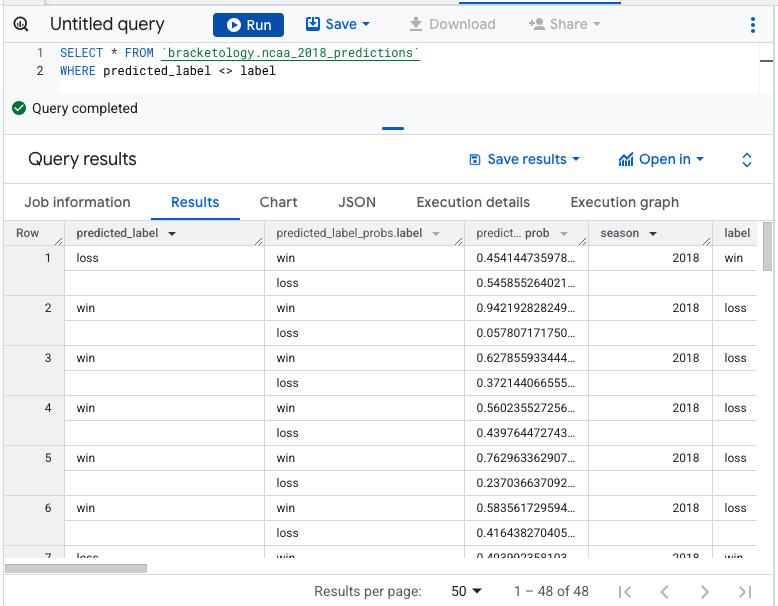 Untitled query Run Save Download Share
1 SELECT * FROM `bracketology.ncaa_2018_predictions`
2 WHERE predicted_label <> label
Query completed
Query results Save results Open in
Job information Results Chart JSON Execution details Execution graph
Row predicted_label predicted_label_probs.label predict... prob season label
1 loss win 0.454144735978... 2018 win
loss 0.545855264021...
2 win win 0.942192828249... 2018 loss
loss 0.057807171750...
3 win win 0.627855933444... 2018 loss
loss 0.372144066555...
4 win win 0.560235527256... 2018 loss
loss 0.439764472743...
5 win win 0.762963362907... 2018 loss
loss 0.237036637092...
6 win win 0.583561729594... 2018 loss
loss 0.416438270405...
7 loss win 0.493992358103... 2018 win
Results per page: 50 1 – 48 of 48